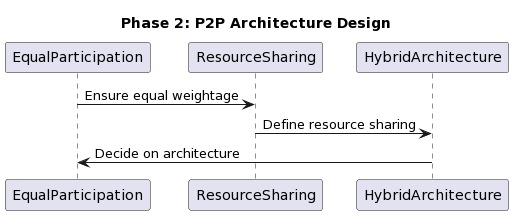 Phase 2: P2P Architecture Design
EqualParticipation
ResourceSharing
HybridArchitecture
Ensure equal weightage
Define resource sharing
Decide on architecture
EqualParticipation
ResourceSharing
HybridArchitecture